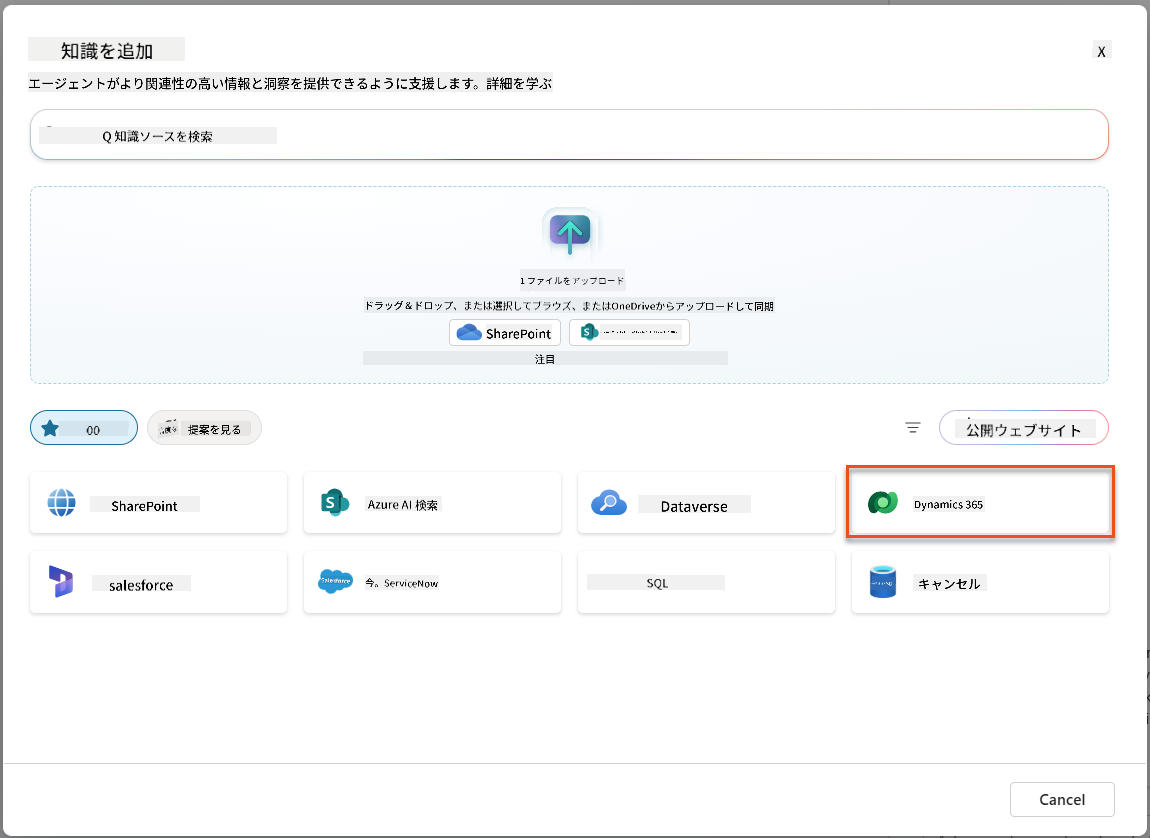 知識を追加
X
エージェントがより関連性の高い情報と洞察を提供できるように支援します。詳細を学ぶ
Q 知識ソースを検索
1 ファイルをアップロード
ドラッグ＆ドロップ、または選択してブラウズ、またはOneDriveからアップロードして同期
SharePoint
注目
00
提案を見る
公開ウェブサイト
SharePoint
Azure AI 検索
Dataverse
Dynamics 365
salesforce
salesforce
今。ServiceNow
SQL
キャンセル
Cancel